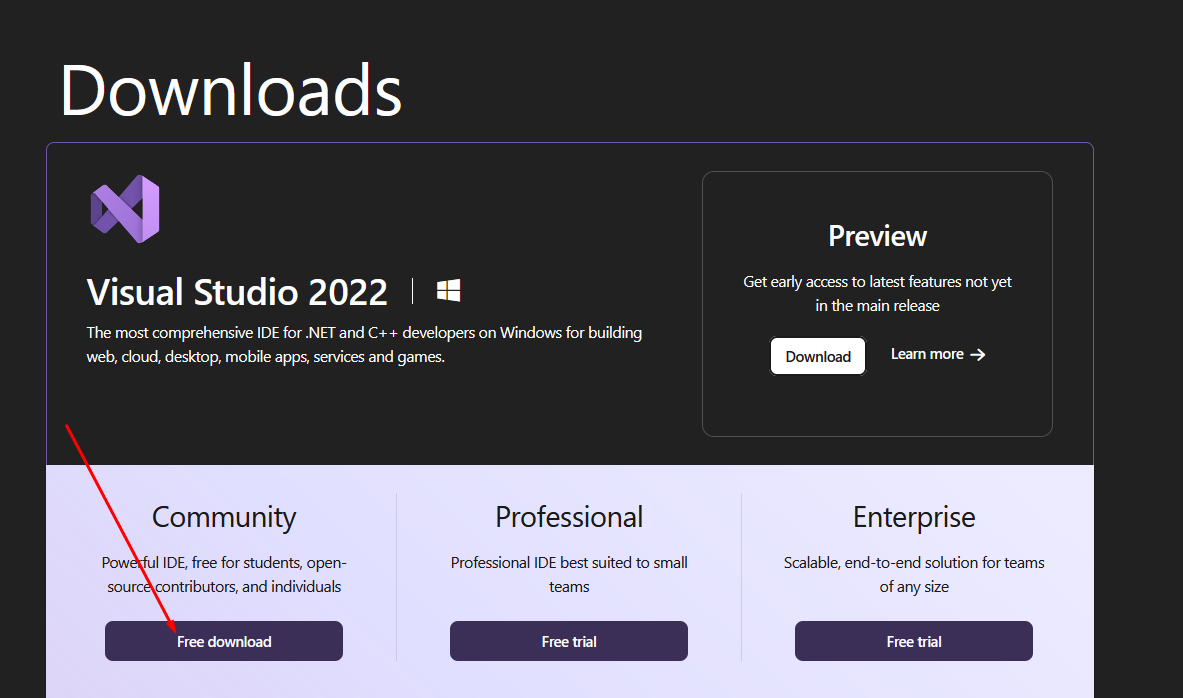 Downloads
Visual Studio 2022
The most comprehensive IDE for .NET and C++ developers on Windows for building
web, cloud, desktop, mobile apps, services and games.
Preview
Get early access to latest features not yet
in the main release
Download
Learn more →
Community
Powerful IDE, free for students, open-
source contributors, and individuals
Free download
Professional
Professional IDE best suited to small
teams
Free trial
Enterprise
Scalable, end-to-end solution for teams
of any size
Free trial